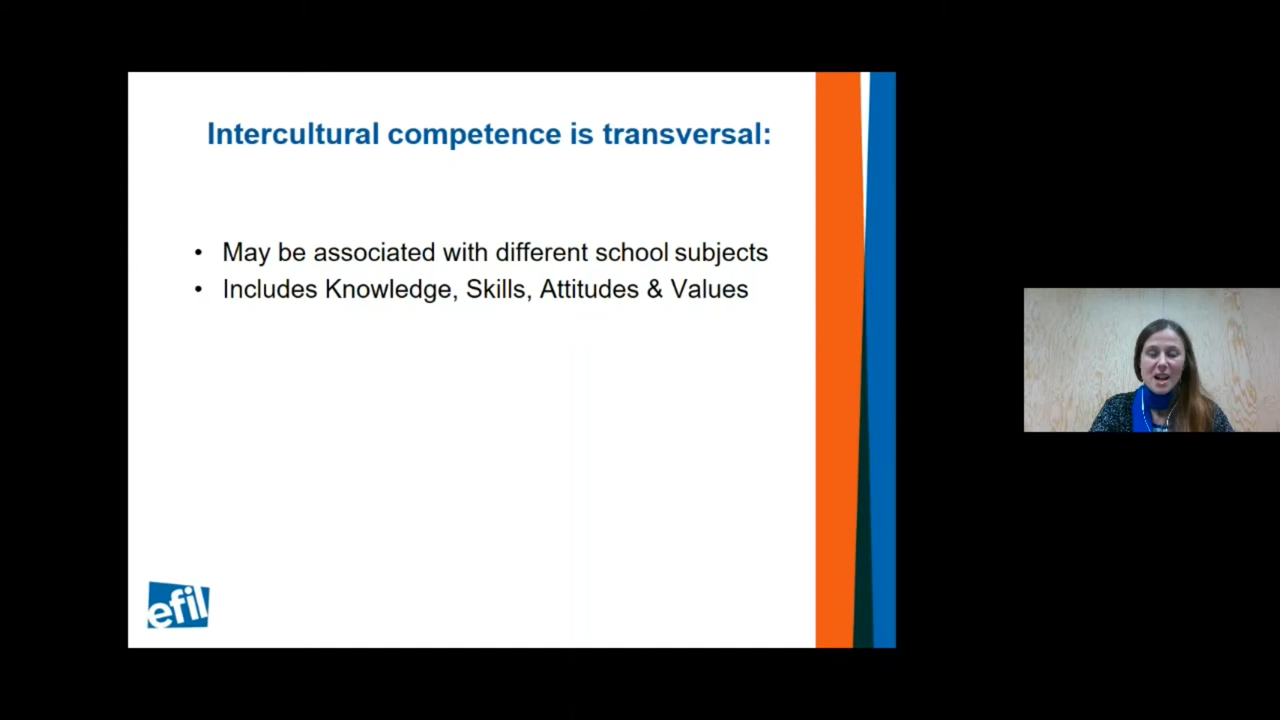 Intercultural competence is transversal:
• May be associated with different school subjects
• Includes Knowledge, Skills, Attitudes & Values
efil